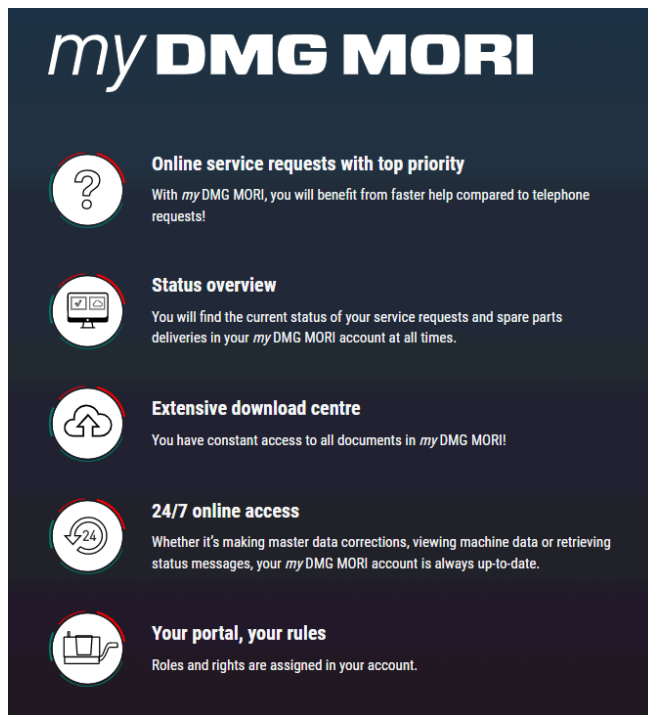 my DMG MORI
?
Online service requests with top priority
With my DMG MORI, you will benefit from faster help compared to telephone
requests!
Status overview
You will find the current status of your service requests and spare parts
deliveries in your my DMG MORI account at all times.
Extensive download centre
You have constant access to all documents in my DMG MORI!
24
24/7 online access
Whether it's making master data corrections, viewing machine data or retrieving
status messages, your my DMG MORI account is always up-to-date.
Your portal, your rules
Roles and rights are assigned in your account.